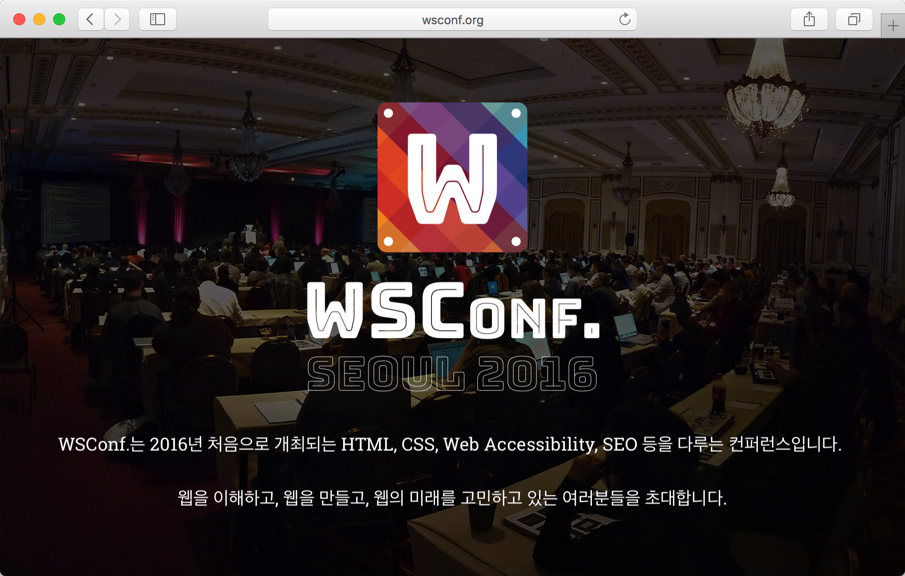 wsconf.org
W
WSCONF.
SEOUL 2016
WSConf.는 2016년 처음으로 개최되는 HTML, CSS, Web Accessibility, SEO 등을 다루는 컨퍼런스입니다.
웹을 이해하고, 웹을 만들고, 웹의 미래를 고민하고 있는 여러분들을 초대합니다.